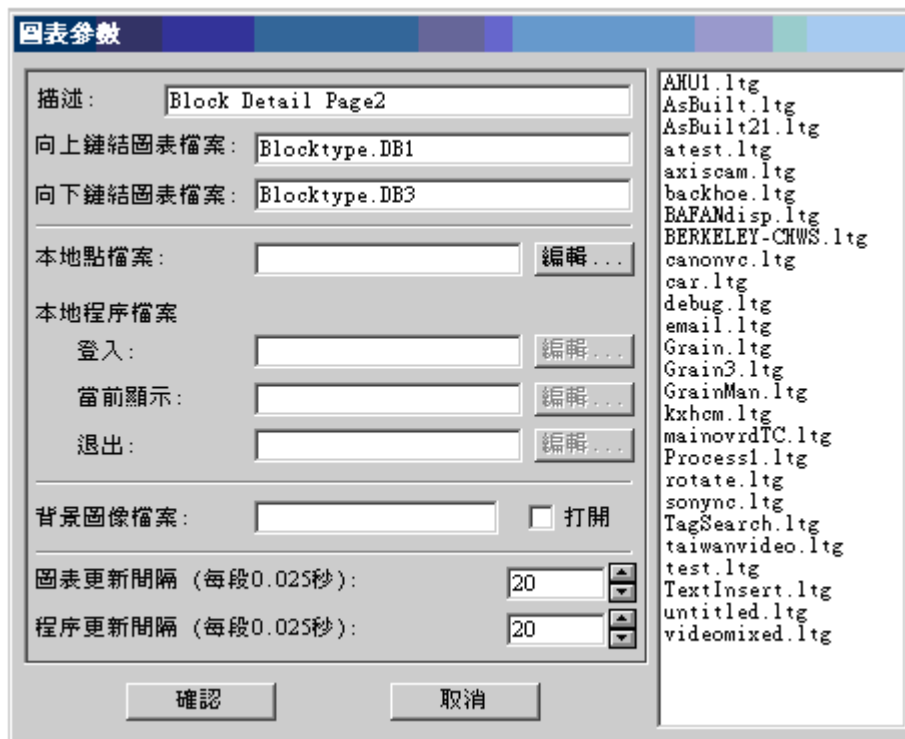 圖表參數
描述: Block Detail Page2
向上鏈結圖表檔案: Blocktype.DB1
向下鏈結圖表檔案: Blocktype.DB3
本地點檔案: 編輯...
本地程序檔案
登入: 編輯...
當前顯示: 編輯...
退出: 編輯...
背景圖像檔案: 打開
圖表更新間隔 (每段0.025秒): 20
程序更新間隔 (每段0.025秒): 20
確認 取消
AHU1.ltg
AsBuilt.ltg
AsBuilt21.ltg
atest.ltg
axiscam.ltg
backhoe.ltg
BAFANdisp.ltg
BERKELEY-CHWS.ltg
canonvc.ltg
car.ltg
debug.ltg
email.ltg
Grain.ltg
Grain3.ltg
GrainMan.ltg
kxhcm.ltg
mainovrdTC.ltg
Process1.ltg
rotate.ltg
sonync.ltg
TagSearch.ltg
taiwanvideo.ltg
test.ltg
TextInsert.ltg
untitled.ltg
videomixed.ltg